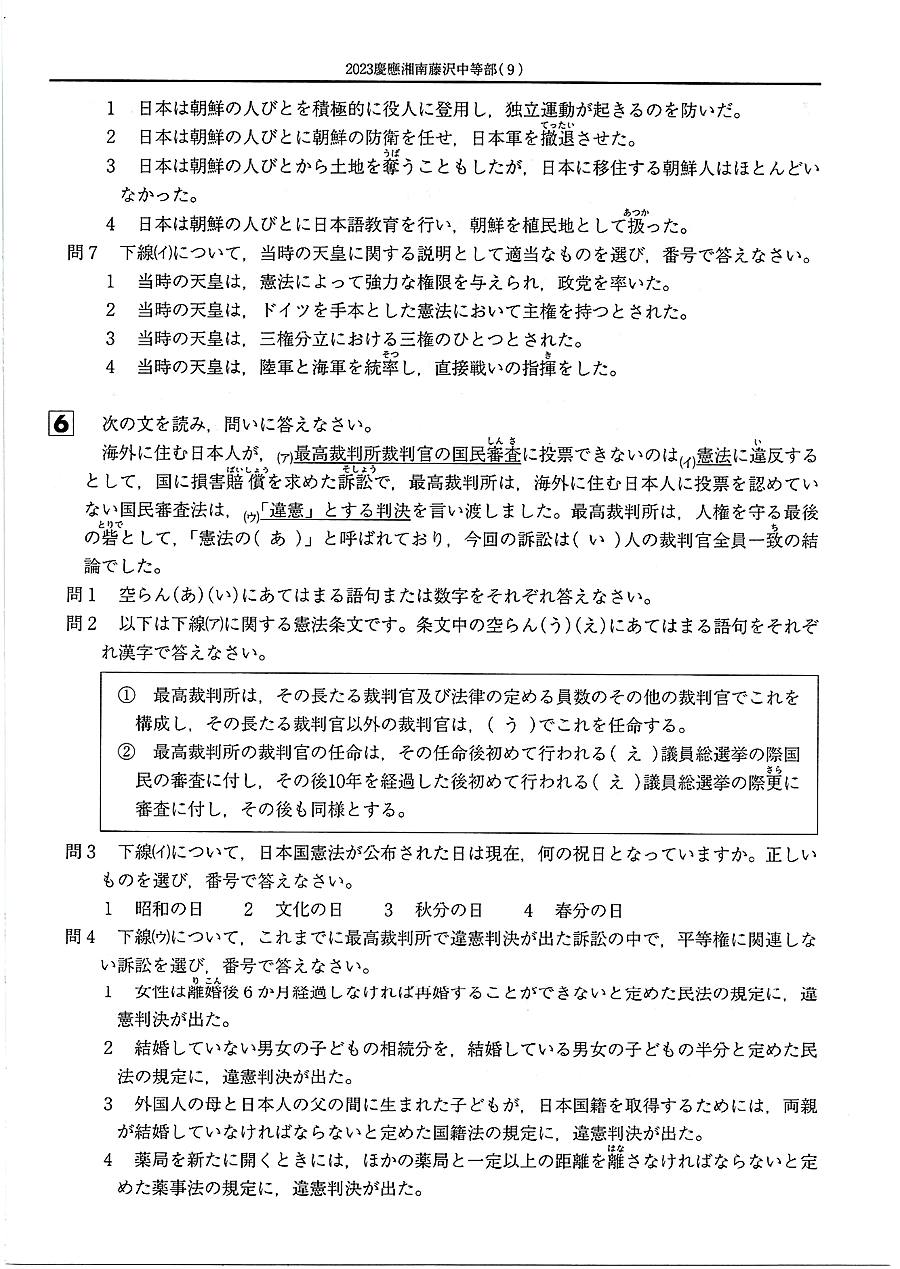 2023慶應湘南藤沢中等部(9)
1 日本は朝鮮の人びとを積極的に役人に登用し，独立運動が起きるのを防いだ。
2 日本は朝鮮の人びとに朝鮮の防衛を任せ，日本軍を撤退させた。
3 日本は朝鮮の人びとから土地を奪うこともしたが，日本に移住する朝鮮人はほとんどい
なかった。
4 日本は朝鮮の人びとに日本語教育を行い，朝鮮を植民地として扱った。
問7 下線(イ)について，当時の天皇に関する説明として適当なものを選び，番号で答えなさい。
1 当時の天皇は，憲法によって強力な権限を与えられ，政党を率いた。
2 当時の天皇は，ドイツを手本とした憲法において主権を持つとされた。
3 当時の天皇は，三権分立における三権のひとつとされた。
4 当時の天皇は，陸軍と海軍を統率し，直接戦いの指揮をした。
6 次の文を読み，問いに答えなさい。
海外に住む日本人が，(ア)最高裁判所裁判官の国民審査に投票できないのは(イ)憲法に違反する
として，国に損害賠償を求めた訴訟で，最高裁判所は，海外に住む日本人に投票を認めてい
ない国民審査法は，(ウ)「違憲」とする判決を言い渡しました。最高裁判所は，人権を守る最後
の砦として，「憲法の( あ )」と呼ばれており，今回の訴訟は( い )人の裁判官全員一致の結
論でした。
問1 空らん(あ)(い)にあてはまる語句または数字をそれぞれ答えなさい。
問2 以下は下線(ア)に関する憲法条文です。条文中の空らん(う)(え)にあてはまる語句をそれぞ
れ漢字で答えなさい。
① 最高裁判所は，その長たる裁判官及び法律の定める員数のその他の裁判官でこれを
構成し，その長たる裁判官以外の裁判官は，( う )でこれを任命する。
② 最高裁判所の裁判官の任命は，その任命後初めて行われる( え )議員総選挙の際国
民の審査に付し，その後10年を経過した後初めて行われる( え )議員総選挙の際更に
審査に付し，その後も同様とする。
問3 下線(イ)について，日本国憲法が公布された日は現在，何の祝日となっていますか。正しい
ものを選び，番号で答えなさい。
1 昭和の日 2 文化の日 3 秋分の日 4 春分の日
問4 下線(ウ)について，これまでに最高裁判所で違憲判決が出た訴訟の中で，平等権に関連しな
い訴訟を選び，番号で答えなさい。
1 女性は離婚後6か月経過しなければ再婚することができないと定めた民法の規定に，違
憲判決が出た。
2 結婚していない男女の子どもの相続分を，結婚している男女の子どもの半分と定めた民
法の規定に，違憲判決が出た。
3 外国人の母と日本人の父の間に生まれた子どもが，日本国籍を取得するためには，両親
が結婚していなければならないと定めた国籍法の規定に，違憲判決が出た。
4 薬局を新たに開くときには，ほかの薬局と一定以上の距離を離さなければならないと定
めた薬事法の規定に，違憲判決が出た。